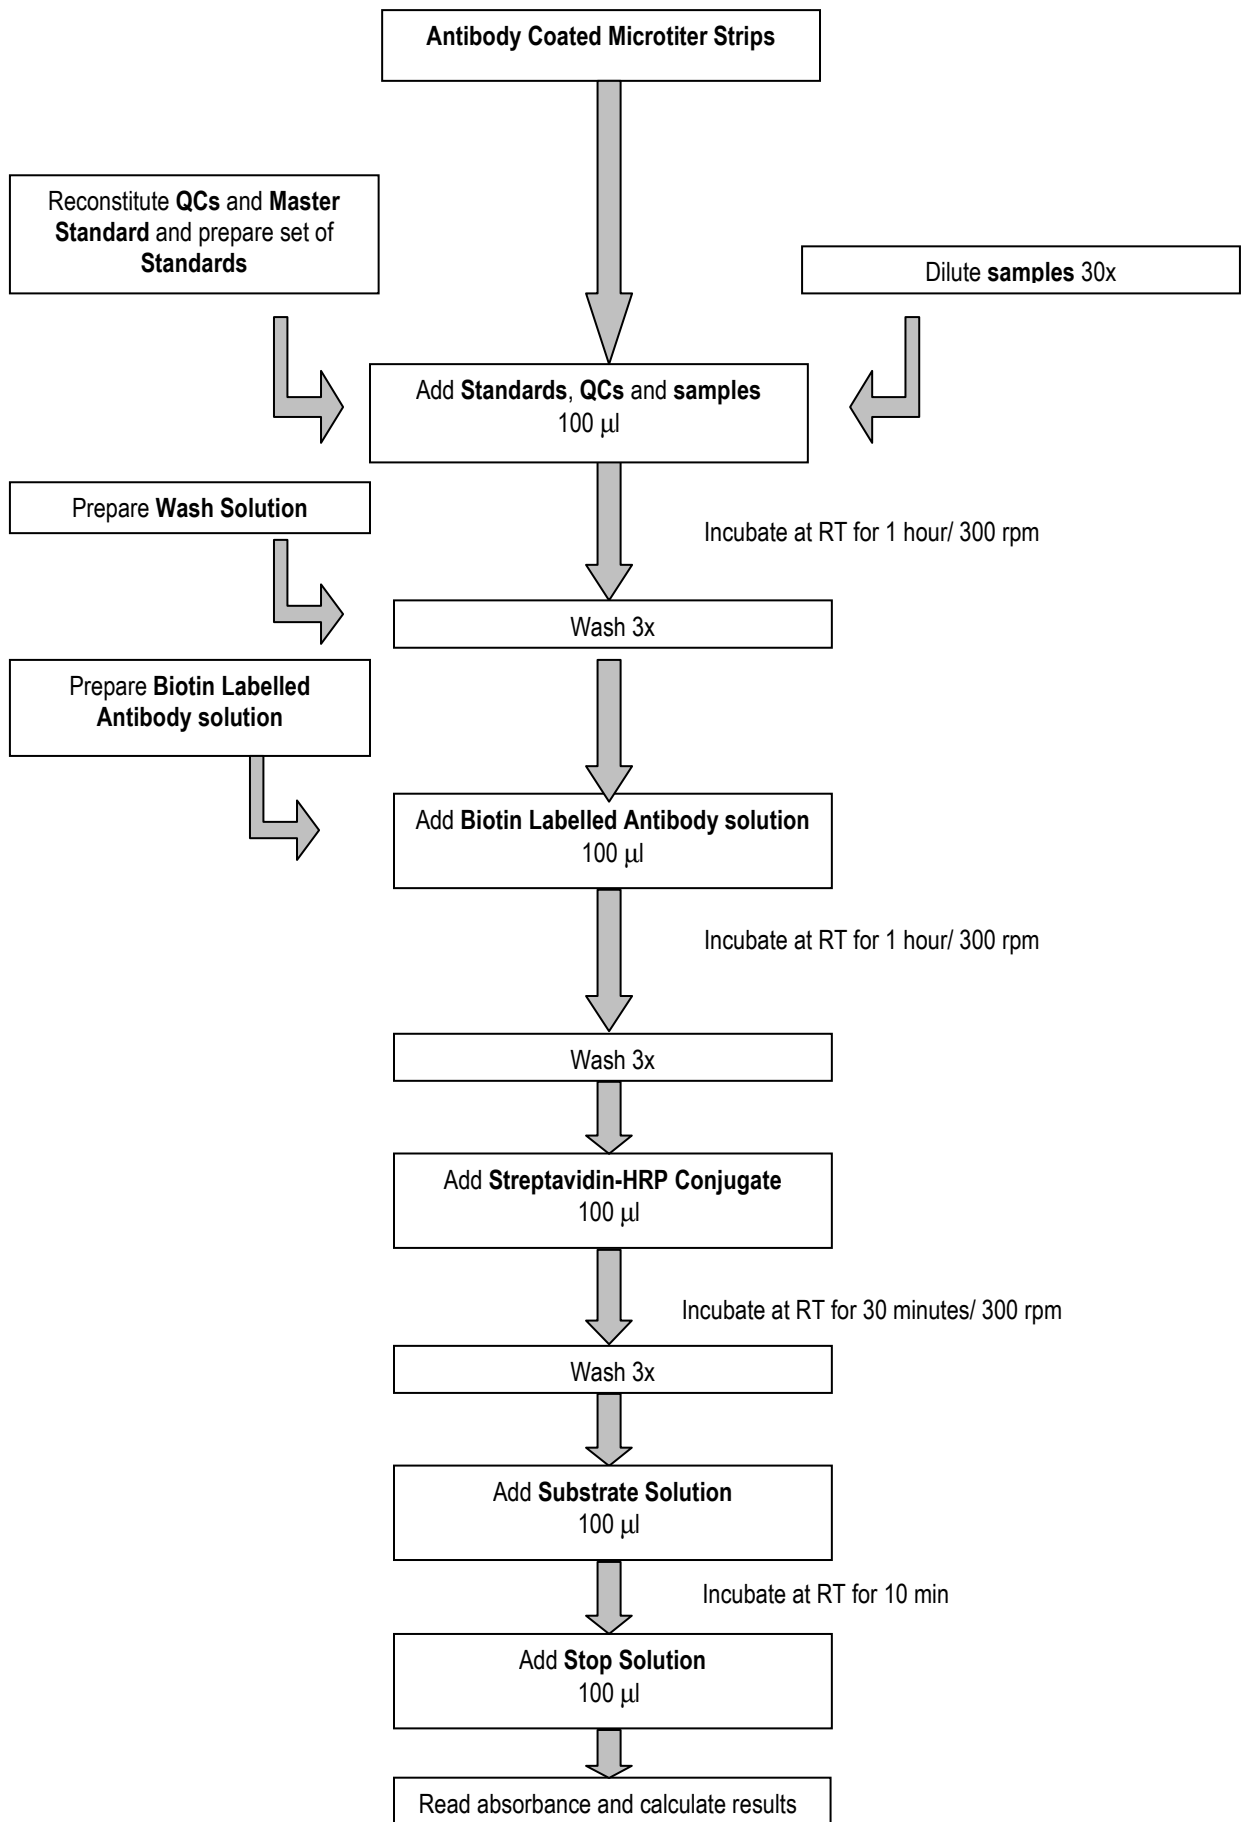 Antibody Coated Microtiter Strips
Reconstitute QCs and Master
Standard and prepare set of
Standards
Dilute samples 30x
Add Standards, QCs and samples
100 μl
Prepare Wash Solution
Incubate at RT for 1 hour/ 300 rpm
Wash 3x
Prepare Biotin Labelled
Antibody solution
Add Biotin Labelled Antibody solution
100 μl
Incubate at RT for 1 hour/ 300 rpm
Wash 3x
Add Streptavidin-HRP Conjugate
100 μl
Incubate at RT for 30 minutes/ 300 rpm
Wash 3x
Add Substrate Solution
100 μl
Incubate at RT for 10 min
Add Stop Solution
100 μl
Read absorbance and calculate results